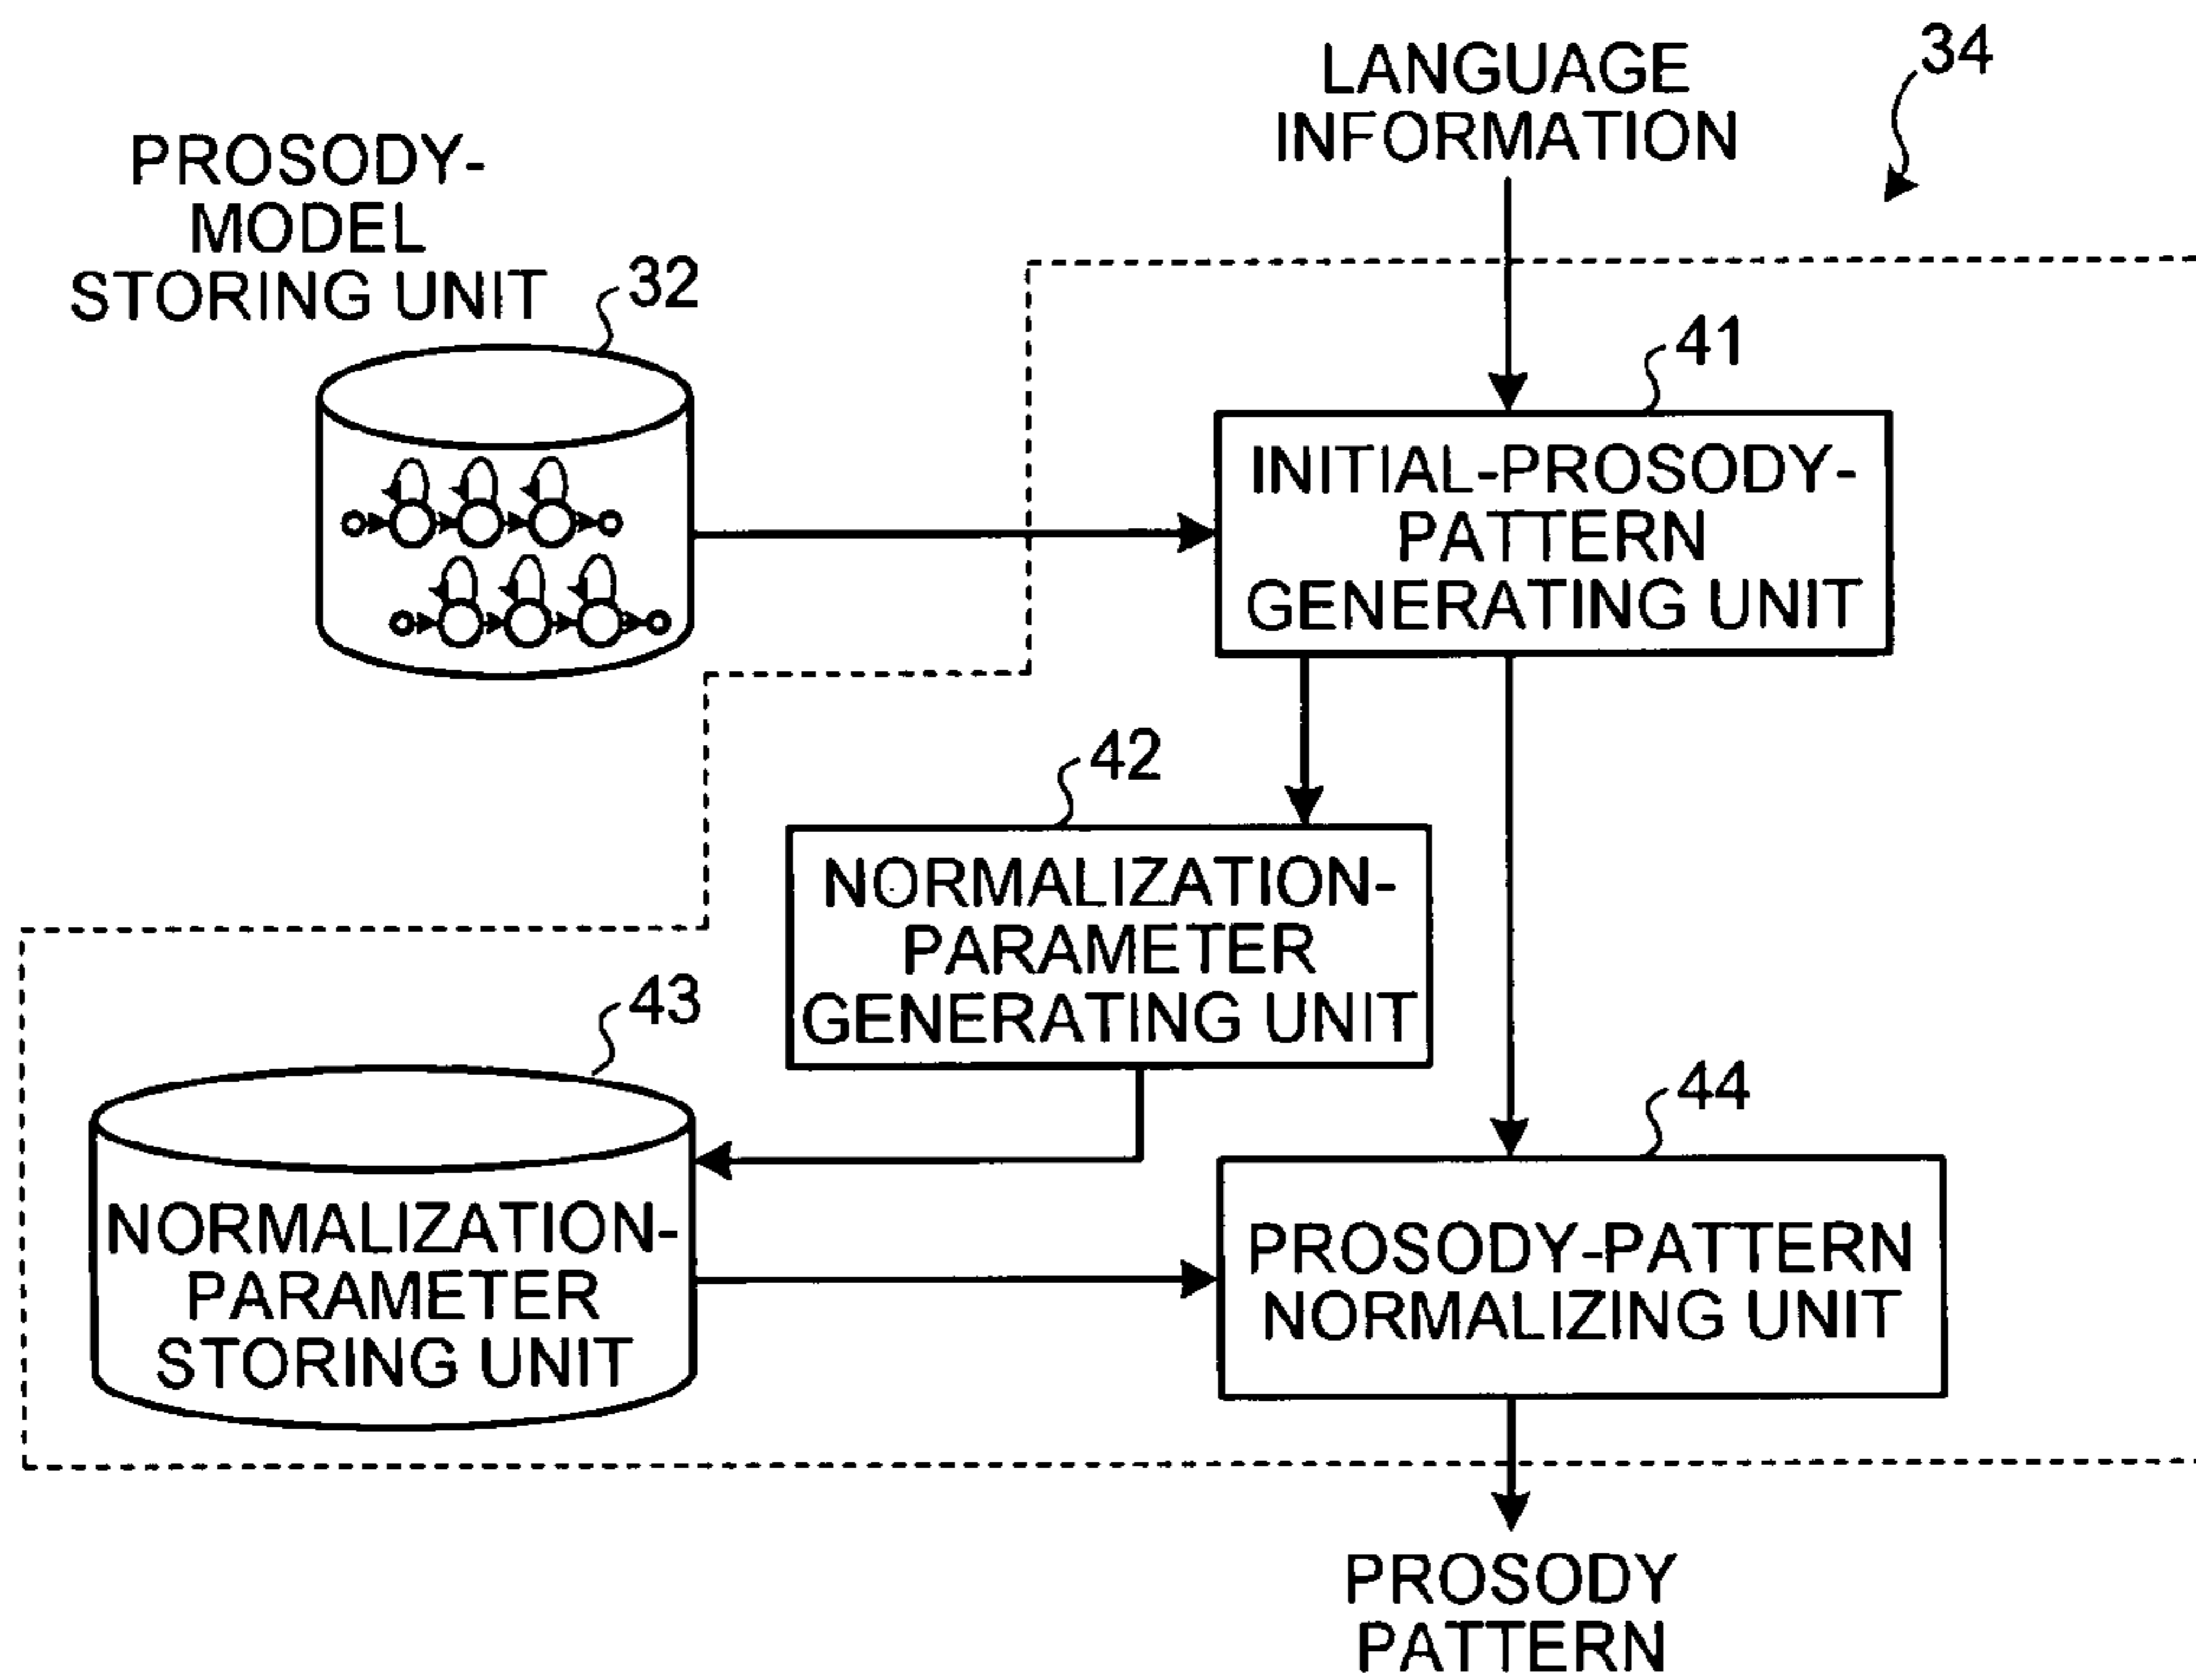 LANGUAGE
INFORMATION
34
PROSODY-
MODEL
STORING UNIT
32
41
INITIAL-PROSODY-
PATTERN
GENERATING UNIT
42
NORMALIZATION-
PARAMETER
GENERATING UNIT
43
NORMALIZATION-
PARAMETER
STORING UNIT
44
PROSODY-PATTERN
NORMALIZING UNIT
PROSODY
PATTERN